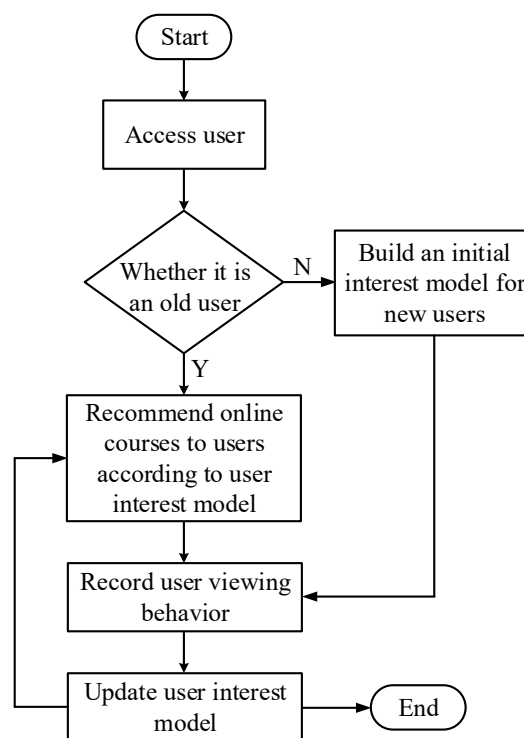 Start
Access user
Whether it is
an old user
N
Build an initial
interest model for
new users
Y
Recommend online
courses to users
according to user
interest model
Record user viewing
behavior
Update user interest
model
End